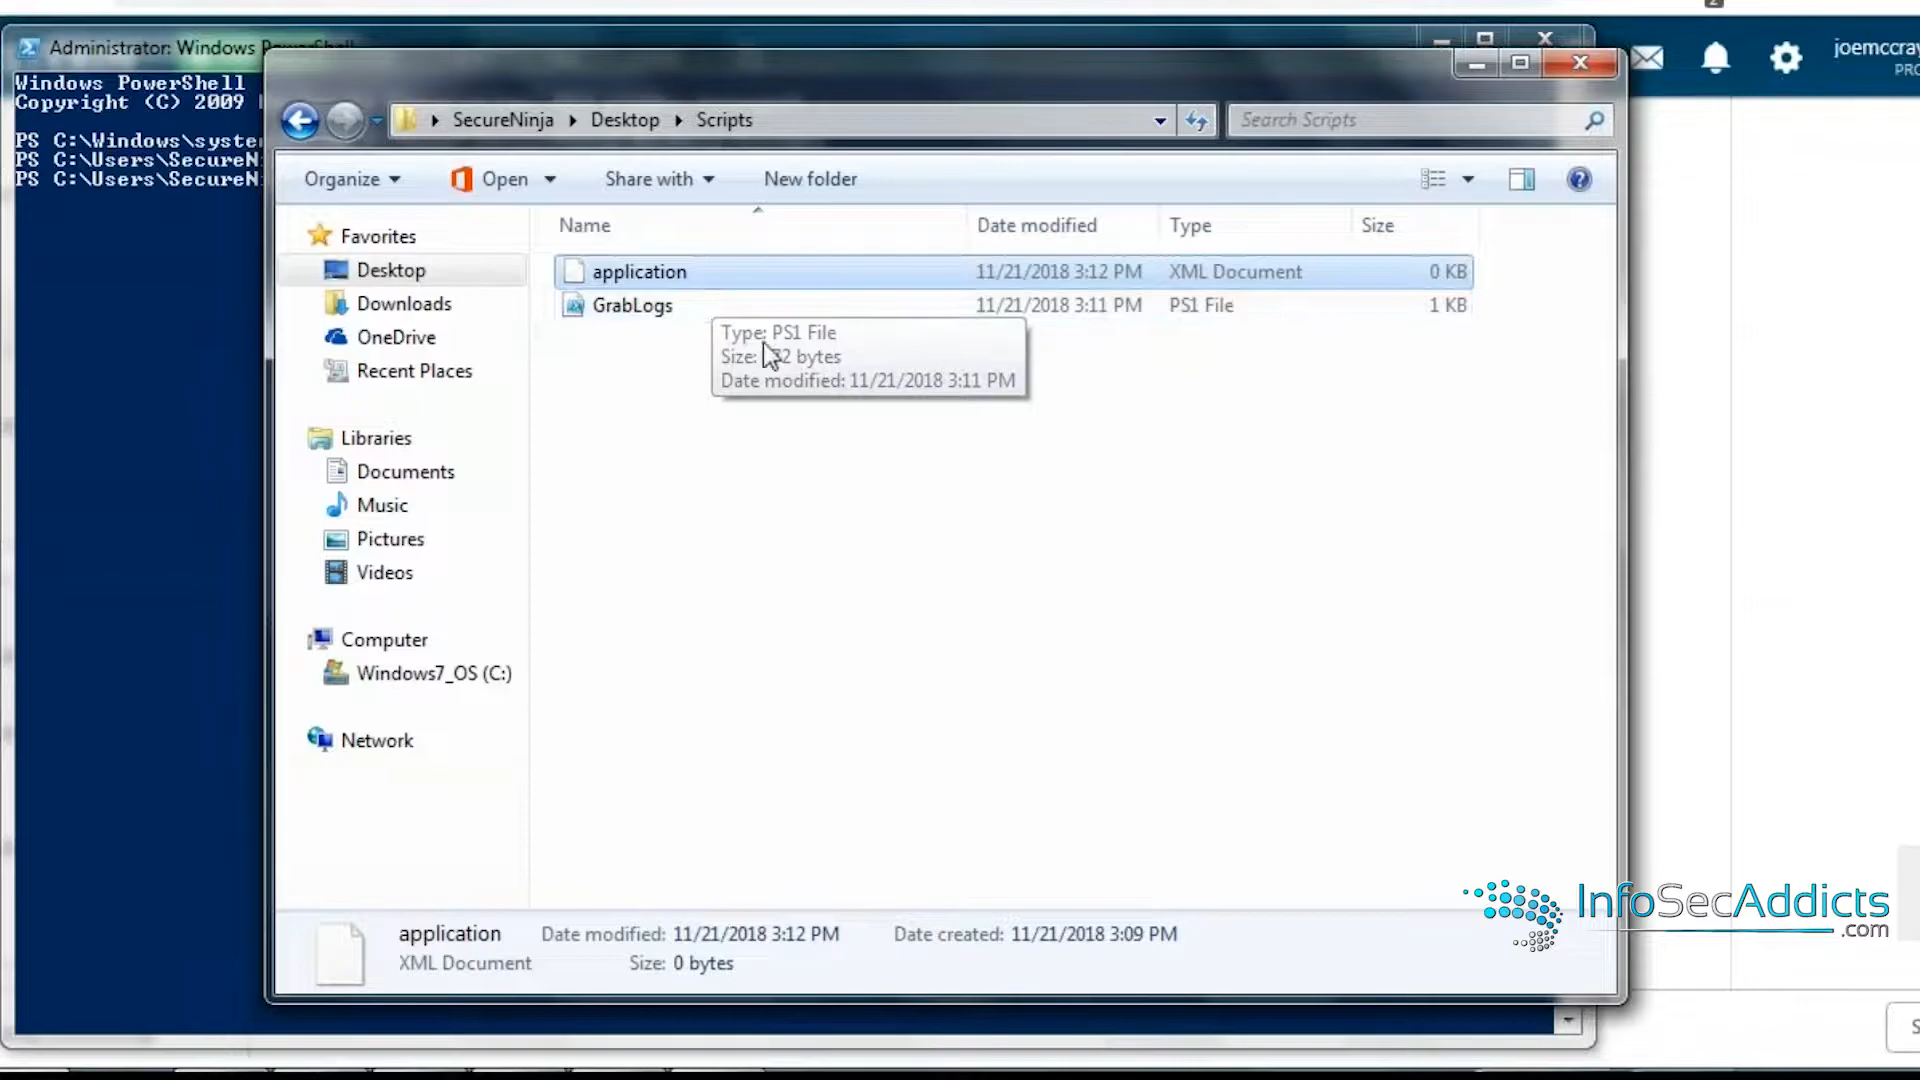 2
Administrator: Windows PowerShell
joemccray
PRO
Windows PowerShell
Copyright (C) 2009
PS C:\Windows\system
PS C:\Users\SecureN
PS C:\Users\SecureN
SecureNinja Desktop Scripts
Search Scripts
Organize Open Share with New folder
Name Date modified Type Size
application 11/21/2018 3:12 PM XML Document 0 KB
GrabLogs 11/21/2018 3:11 PM PS1 File 1 KB
Type: PS1 File
Size: 2 bytes
Date modified: 11/21/2018 3:11 PM
Favorites
Desktop
Downloads
OneDrive
Recent Places
Libraries
Documents
Music
Pictures
Videos
Computer
Windows7_OS (C:)
Network
InfoSecAddicts
.com
application Date modified: 11/21/2018 3:12 PM Date created: 11/21/2018 3:09 PM
XML Document Size: 0 bytes